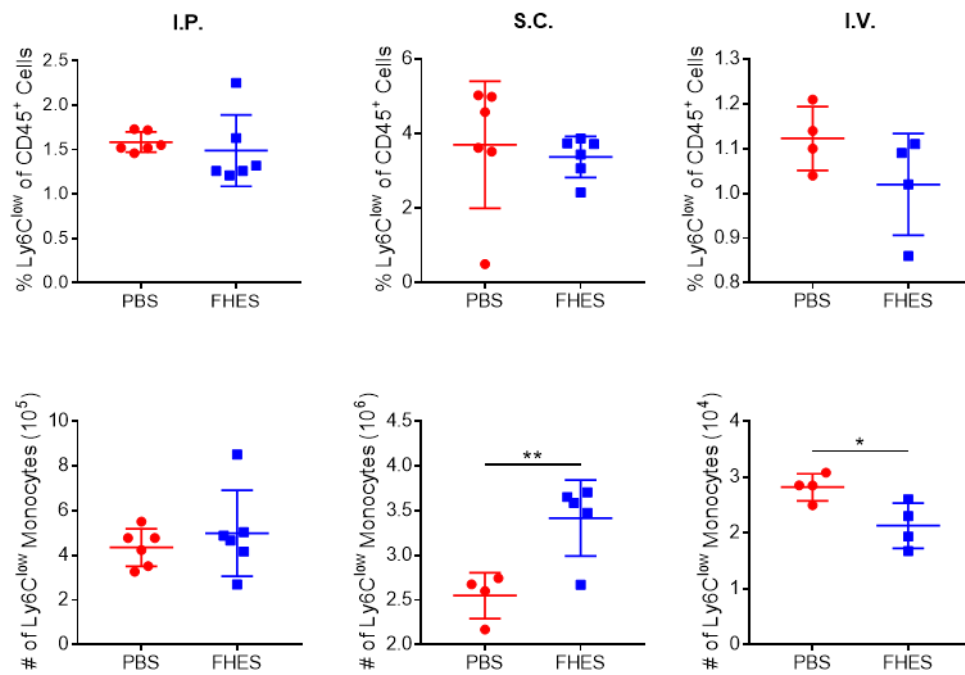 I.P.
S.C.
I.V.
% Ly6C^low of CD45^+ Cells
2.5
2.0
1.5
1.0
0.5
0.0
PBS
FHES
% Ly6C^low of CD45^+ Cells
6
4
2
0
PBS
FHES
% Ly6C^low of CD45^+ Cells
1.3
1.2
1.1
1.0
0.9
0.8
PBS
FHES
# of Ly6C^low Monocytes (10^5)
10
8
6
4
2
0
PBS
FHES
# of Ly6C^low Monocytes (10^6)
4.5
4.0
3.5
3.0
2.5
2.0
**
PBS
FHES
# of Ly6C^low Monocytes (10^4)
4
3
2
1
0
*
PBS
FHES